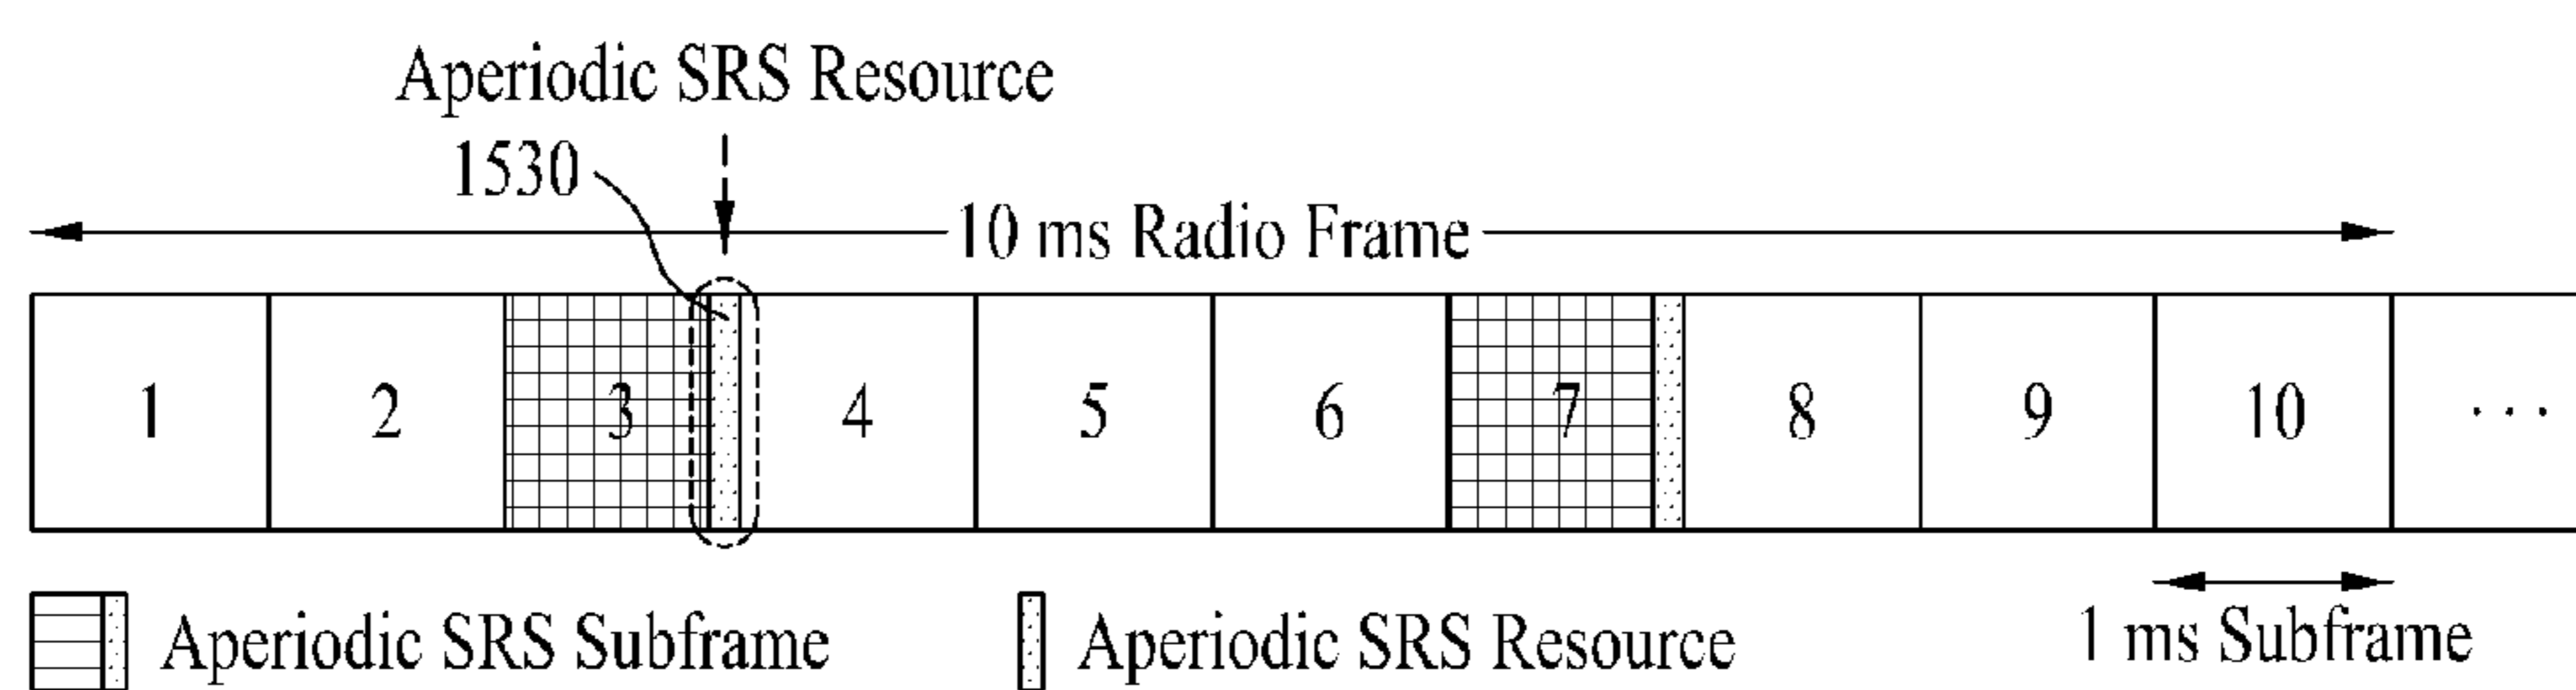 Aperiodic SRS Resource
1530
10 ms Radio Frame
1 2 3 4 5 6 7 8 9 10 ...
Aperiodic SRS Subframe Aperiodic SRS Resource 1 ms Subframe